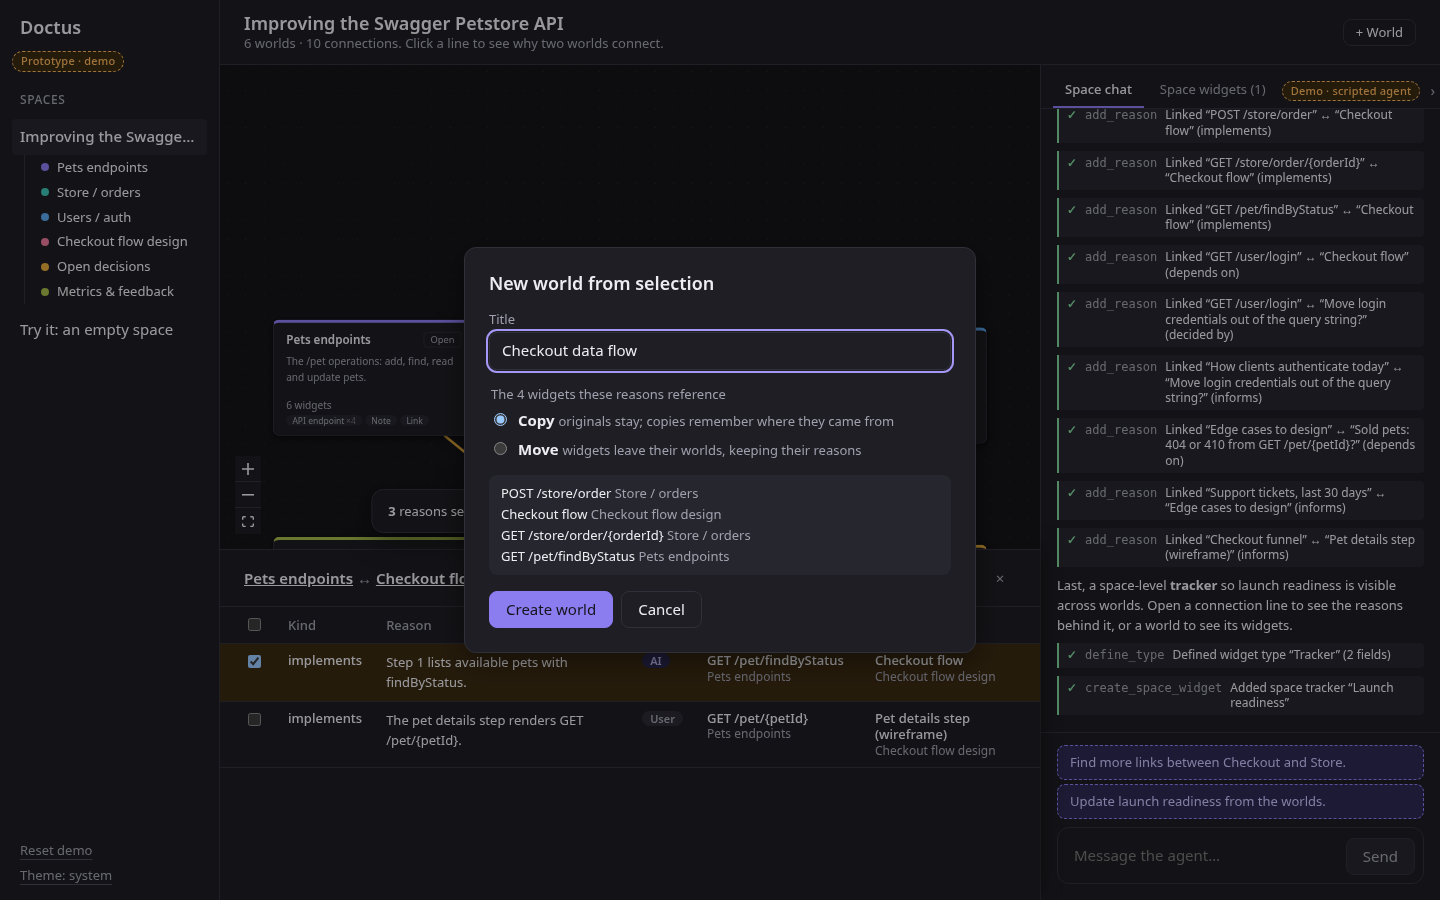 Doctus
Prototype · demo
SPACES
Improving the Swagge...
Pets endpoints
Store / orders
Users / auth
Checkout flow design
Open decisions
Metrics & feedback
Try it: an empty space
Reset demo
Theme: system
Improving the Swagger Petstore API
6 worlds · 10 connections. Click a line to see why two worlds connect.
+ World
Pets endpoints
Open
The /pet operations: add, find, read
and update pets.
6 widgets
API endpoint ×4 Note Link
3 reasons se
Pets endpoints ↔ Checkout flo
×
Kind Reason
implements
Step 1 lists available pets with
findByStatus.
AI
GET /pet/findByStatus
Pets endpoints
Checkout flow
Checkout flow design
implements
The pet details step renders GET
/pet/{petId}.
User
GET /pet/{petId}
Pets endpoints
Pet details step
(wireframe)
Checkout flow design
New world from selection
Title
Checkout data flow
The 4 widgets these reasons reference
Copy originals stay; copies remember where they came from
Move widgets leave their worlds, keeping their reasons
POST /store/order Store / orders
Checkout flow Checkout flow design
GET /store/order/{orderId} Store / orders
GET /pet/findByStatus Pets endpoints
Create world
Cancel
Space chat
Space widgets (1)
Demo · scripted agent
›
✓ add_reason Linked “POST /store/order” ↔ “Checkout
flow” (implements)
✓ add_reason Linked “GET /store/order/{orderId}” ↔
“Checkout flow” (implements)
✓ add_reason Linked “GET /pet/findByStatus” ↔ “Checkout
flow” (implements)
✓ add_reason Linked “GET /user/login” ↔ “Checkout flow”
(depends on)
✓ add_reason Linked “GET /user/login” ↔ “Move login
credentials out of the query string?”
(decided by)
✓ add_reason Linked “How clients authenticate today” ↔
“Move login credentials out of the query
string?” (informs)
✓ add_reason Linked “Edge cases to design” ↔ “Sold pets:
404 or 410 from GET /pet/{petId}?” (depends
on)
✓ add_reason Linked “Support tickets, last 30 days” ↔
“Edge cases to design” (informs)
✓ add_reason Linked “Checkout funnel” ↔ “Pet details step
(wireframe)” (informs)
Last, a space-level tracker so launch readiness is visible
across worlds. Open a connection line to see the reasons
behind it, or a world to see its widgets.
✓ define_type Defined widget type “Tracker” (2 fields)
✓ create_space_widget Added space tracker “Launch
readiness”
Find more links between Checkout and Store.
Update launch readiness from the worlds.
Message the agent...
Send